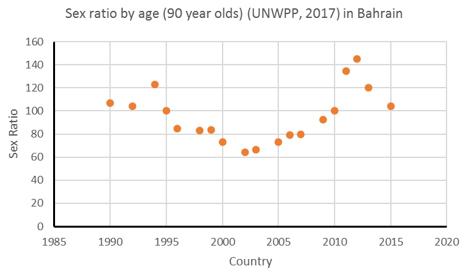 Sex ratio by age (90 year olds) (UNWPP, 2017) in Bahrain
160
140
120
100
80
60
40
20
0
Sex Ratio
1985 1990 1995 2000 2005 2010 2015 2020
Country